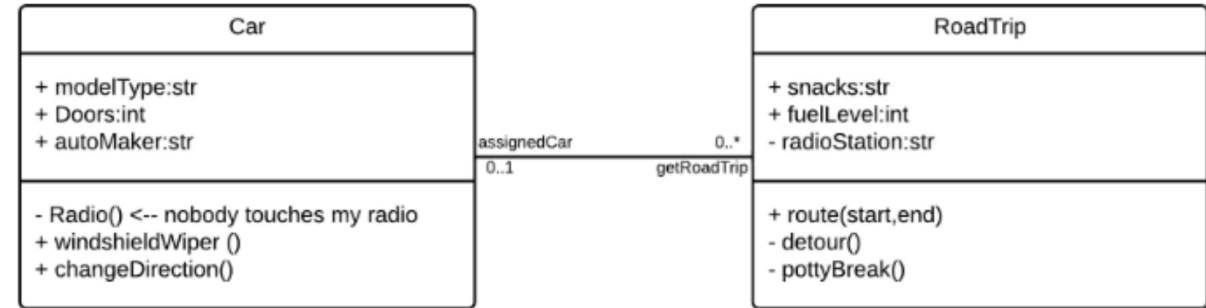 Car
+ modelType:str
+ Doors:int
+ autoMaker:str
- Radio() <-- nobody touches my radio
+ windshieldWiper ()
+ changeDirection()
assignedCar
0..1
0..*
getRoadTrip
RoadTrip
+ snacks:str
+ fuelLevel:int
- radioStation:str
+ route(start,end)
- detour()
- pottyBreak()